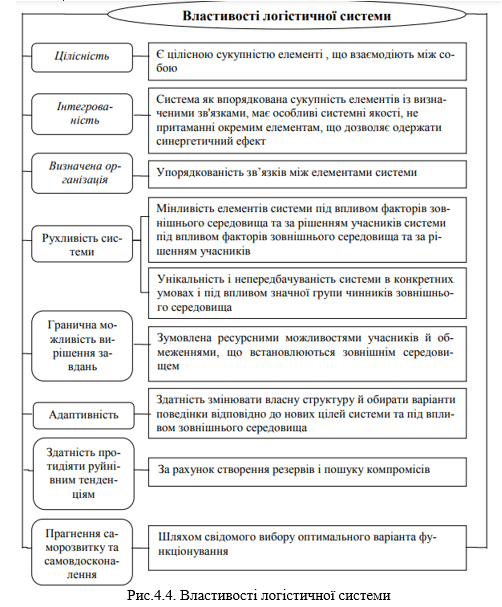 Властивості логістичної системи
Цілісність
Є цілісною сукупністю елементі , що взаємодіють між со-
бою
Інтегрова-
ність
Система як впорядкована сукупність елементів із визна-
ченими зв'язками, має особливі системні якості, не
притаманні окремим елементам, що дозволяє одержати
синергетичний ефект
Визначена ор-
ганізація
Упорядкованість зв’язків між елементами системи
Рухливість сис-
теми
Мінливість елементів системи під впливом факторів зов-
нішнього середовища та за рішенням учасників системи
під впливом факторів зовнішнього середовища та за рі-
шенням учасників
Унікальність і непередбачуваність системи в конкретних
умовах і під впливом значної групи чинників зовнішньо-
го середовища
Гранична мо-
жливість ви-
рішення за-
вдань
Зумовлена ресурсними можливостями учасників й об-
меженнями, що встановлюються зовнішнім середови-
щем
Адаптивність
Здатність змінювати власну структуру й обирати варіанти
поведінки відповідно до нових цілей системи та під впли-
вом зовнішнього середовища
Здатність про-
тидіяти руйні-
вним тенден-
ціям
За рахунок створення резервів і пошуку компромісів
Прагнення са-
морозвитку та
самовдоскона-
лення
Шляхом свідомого вибору оптимального варіанта фу-
нкціонування
Рис.4.4. Властивості логістичної системи